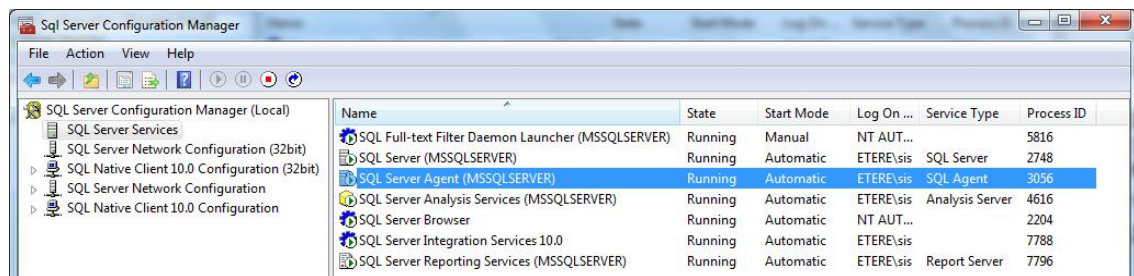 Sql Server Configuration Manager
File Action View Help
SQL Server Configuration Manager (Local)
SQL Server Services
SQL Server Network Configuration (32bit)
SQL Native Client 10.0 Configuration (32bit)
SQL Server Network Configuration
SQL Native Client 10.0 Configuration
Name State Start Mode Log On ... Service Type Process ID
SQL Full-text Filter Daemon Launcher (MSSQLSERVER) Running Manual NT AUT... 5816
SQL Server (MSSQLSERVER) Running Automatic ETERE\sis SQL Server 2748
SQL Server Agent (MSSQLSERVER) Running Automatic ETERE\sis SQL Agent 3056
SQL Server Analysis Services (MSSQLSERVER) Running Automatic ETERE\sis Analysis Server 4616
SQL Server Browser Running Automatic NT AUT... 2204
SQL Server Integration Services 10.0 Running Automatic ETERE\sis 7788
SQL Server Reporting Services (MSSQLSERVER) Running Automatic ETERE\sis Report Server 7796